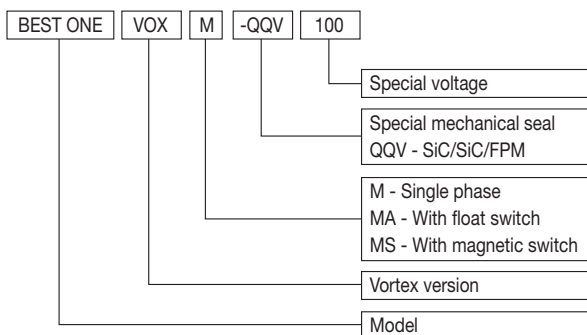 BEST ONE VOX M -QQV 100
Special voltage
Special mechanical seal
QQV - SiC/SiC/FPM
M - Single phase
MA - With float switch
MS - With magnetic switch
Vortex version
Model